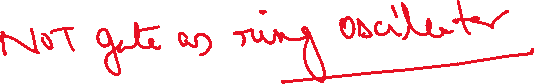 NOT gate as ring oscillator